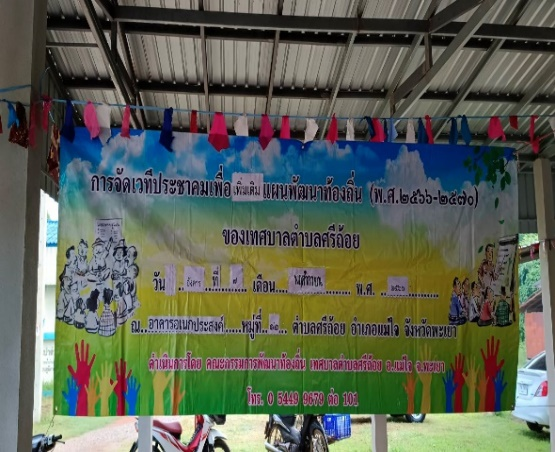 การจัดเวทีประชาคมเพื่อเพิ่มเติมแผนพัฒนาท้องถิ่น (พ.ศ.๒๕๖๖-๒๕๗๐)
ของเทศบาลตำบลศรีถ้อย
วัน อังคาร ที่ ๗ เดือน พ.ศ.
ณ..อาคารอเนกประสงค์.....หมู่ที่ ตำบลศรีถ้อย อำเภอแม่ใจ จังหวัดพะเยา
ดำเนินการโดย คณะกรรมการพัฒนาท้องถิ่น เทศบาลตำบลศรีถ้อย อ.แม่ใจ จ.พะเยา
โทร. 0 5449 9679 ต่อ 101